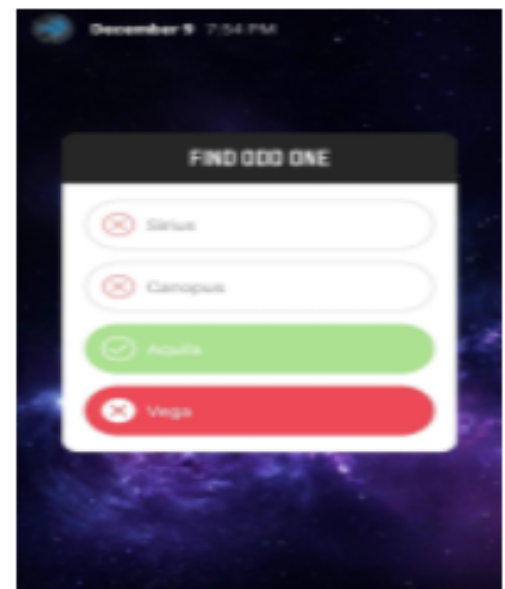 December 9 7:54 PM
FIND ODD ONE
Sirius
Canopus
Aquila
Vega